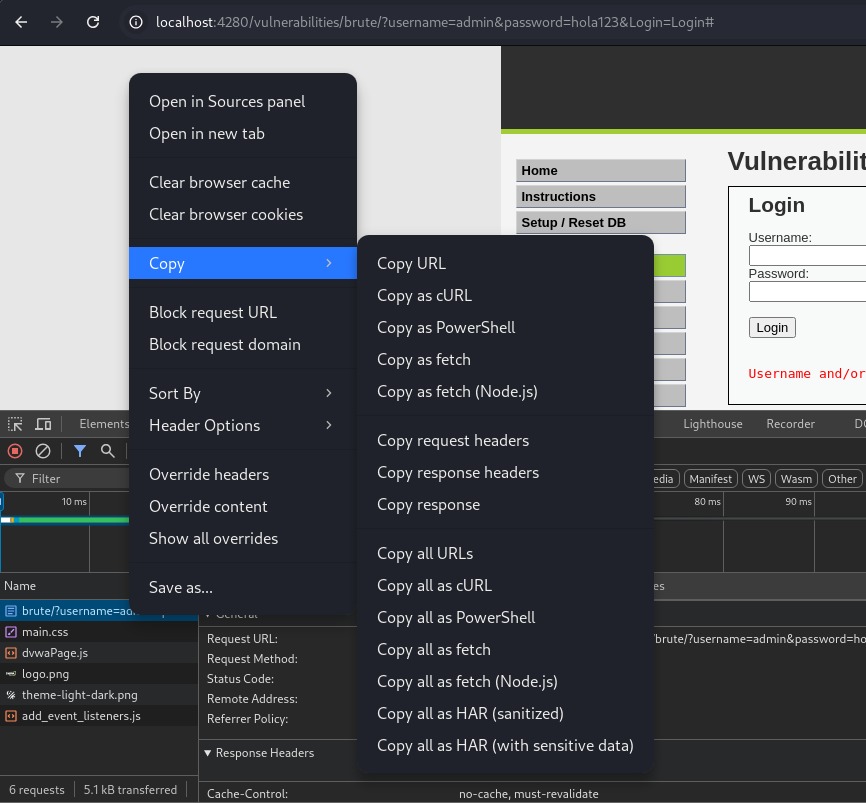 localhost:4280/vulnerabilities/brute/?username=admin&password=hola123&Login=Login#
Open in Sources panel
Open in new tab
Clear browser cache
Clear browser cookies
Copy
Block request URL
Block request domain
Sort By
Header Options
Override headers
Override content
Show all overrides
Save as...
Copy URL
Copy as cURL
Copy as PowerShell
Copy as fetch
Copy as fetch (Node.js)
Copy request headers
Copy response headers
Copy response
Copy all URLs
Copy all as cURL
Copy all as PowerShell
Copy all as fetch
Copy all as fetch (Node.js)
Copy all as HAR (sanitized)
Copy all as HAR (with sensitive data)
Home
Instructions
Setup / Reset DB
Vulnerabilit
Login
Username:
Password:
Login
Username and/or
Elements
Lighthouse Recorder
Filter
Manifest WS Wasm Other
10 ms 80 ms 90 ms
Name
brute/?username=ad
main.css
dvwaPage.js
logo.png
theme-light-dark.png
add_event_listeners.js
6 requests 5.1 kB transferred
General
Request URL: /brute/?username=admin&password=ho
Request Method:
Status Code:
Remote Address:
Referrer Policy:
Response Headers
Cache-Control: no-cache, must-revalidate